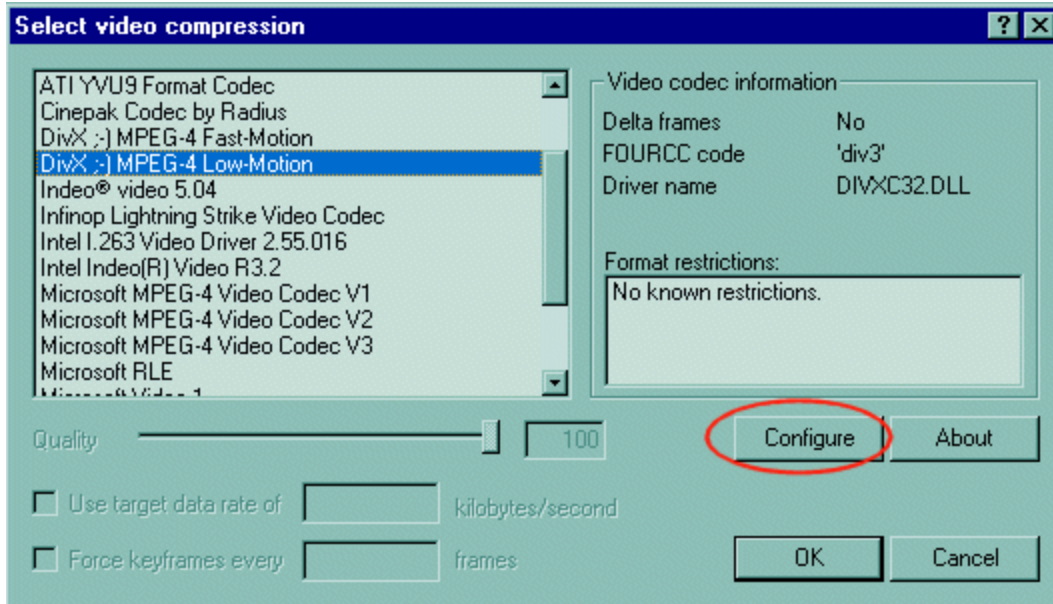 Select video compression
ATI YVU9 Format Codec
Cinepak Codec by Radius
DivX ;-) MPEG-4 Fast-Motion
DivX ;-) MPEG-4 Low-Motion
Indeo® video 5.04
Infinop Lightning Strike Video Codec
Intel I.263 Video Driver 2.55.016
Intel Indeo(R) Video R3.2
Microsoft MPEG-4 Video Codec V1
Microsoft MPEG-4 Video Codec V2
Microsoft MPEG-4 Video Codec V3
Microsoft RLE
Microsoft Video 1
Video codec information
Delta frames No
FOURCC code 'div3'
Driver name DIVXC32.DLL
Format restrictions:
No known restrictions.
Quality 100
Configure About
Use target data rate of kilobytes/second
Force keyframes every frames
OK Cancel